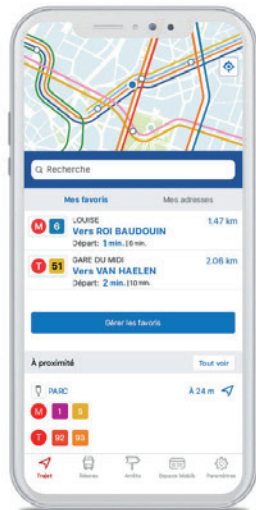 Recherche
Mes favoris Mes adresses
M 6 LOUISE 1,47 km
Vers ROI BAUDOUIN
Départ: 1 min. | 6 min.
T 51 GARE DU MIDI 2,06 km
Vers VAN HAELEN
Départ: 2 min. | 10 min.
Gérer les favoris
À proximité Tout voir
PARC À 24 m
M 1 5
T 92 93
Trajet Réseau Arrêts Espace Mobib Paramètres